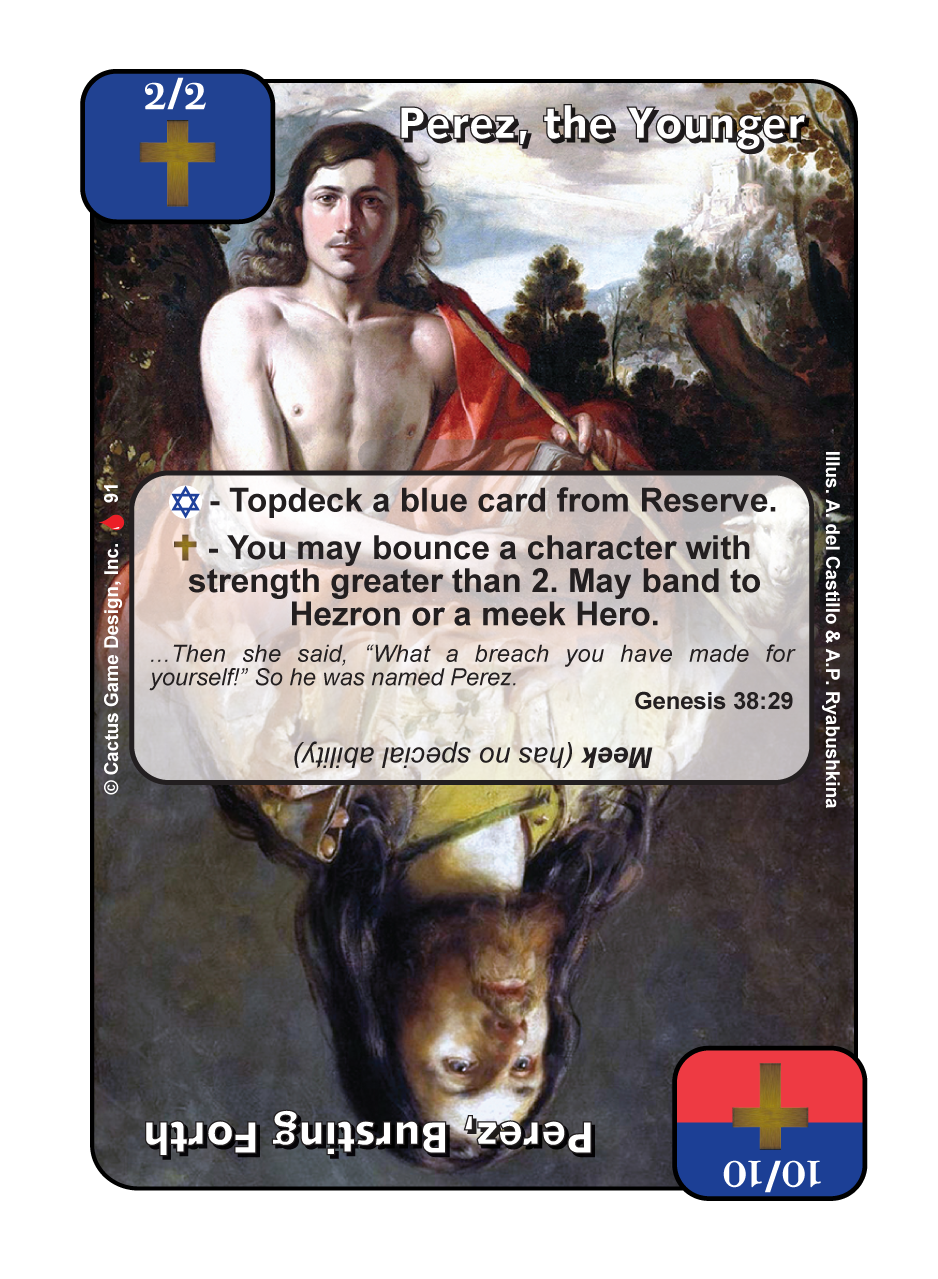 2/2
Perez, the Younger
- Topdeck a blue card from Reserve.
- You may bounce a character with
strength greater than 2. May band to
Hezron or a meek Hero.
…Then she said, “What a breach you have made for
yourself!” So he was named Perez.
Genesis 38:29
Meek (has no special ability)
© Cactus Game Design, Inc. 91
Illus. A. del Castillo & A.P. Ryabushkina
Perez, Bursting Forth
10/10